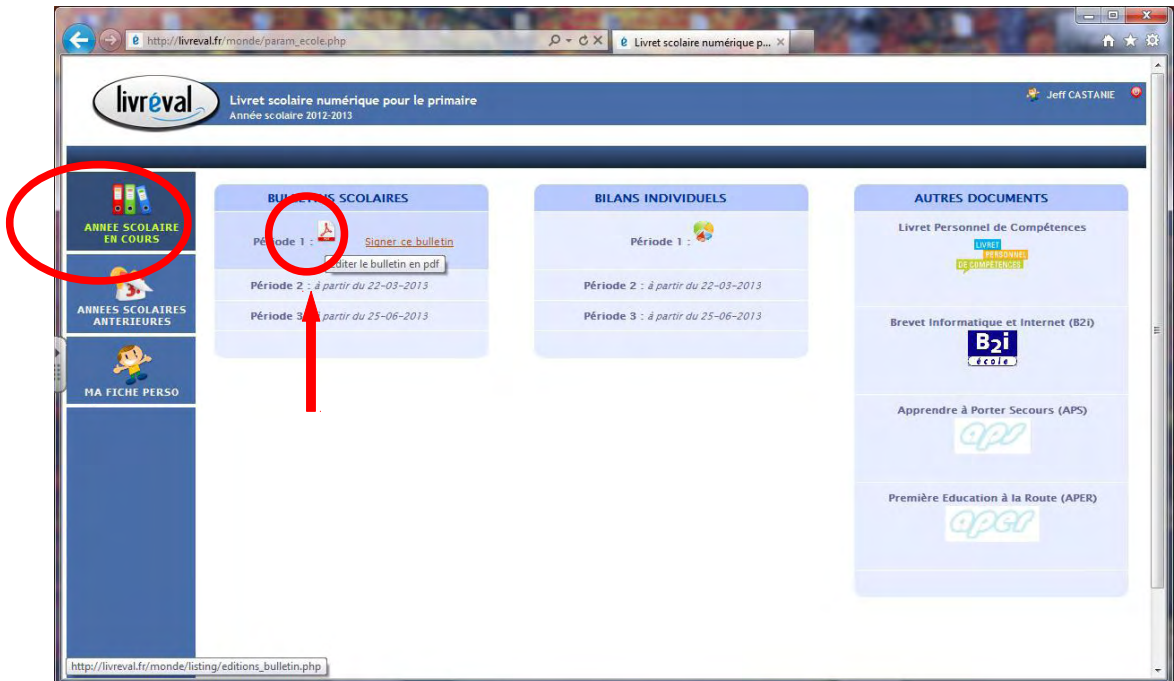 http://livreval.fr/monde/param_ecole.php
Livret scolaire numérique p...
livréval
Livret scolaire numérique pour le primaire
Année scolaire 2012-2013
Jeff CASTANIE
ANNEE SCOLAIRE
EN COURS
ANNEES SCOLAIRES
ANTERIEURES
MA FICHE PERSO
BULLETINS SCOLAIRES
Période 1 : Signer ce bulletin
Editer le bulletin en pdf
Période 2 : à partir du 22-03-2013
Période 3 : à partir du 25-06-2013
BILANS INDIVIDUELS
Période 1 :
Période 2 : à partir du 22-03-2013
Période 3 : à partir du 25-06-2013
AUTRES DOCUMENTS
Livret Personnel de Compétences
LIVRET
PERSONNEL
DE COMPÉTENCES
Brevet Informatique et Internet (B2i)
B2i
école
Apprendre à Porter Secours (APS)
aps
Première Education à la Route (APER)
aper
http://livreval.fr/monde/listing/editions_bulletin.php